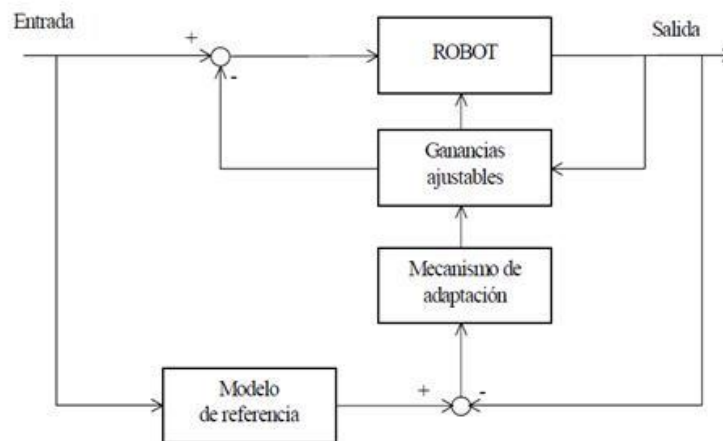 Entrada
Salida
+
-
ROBOT
Ganancias
ajustables
Mecanismo de
adaptación
Modelo
de referencia
+
-